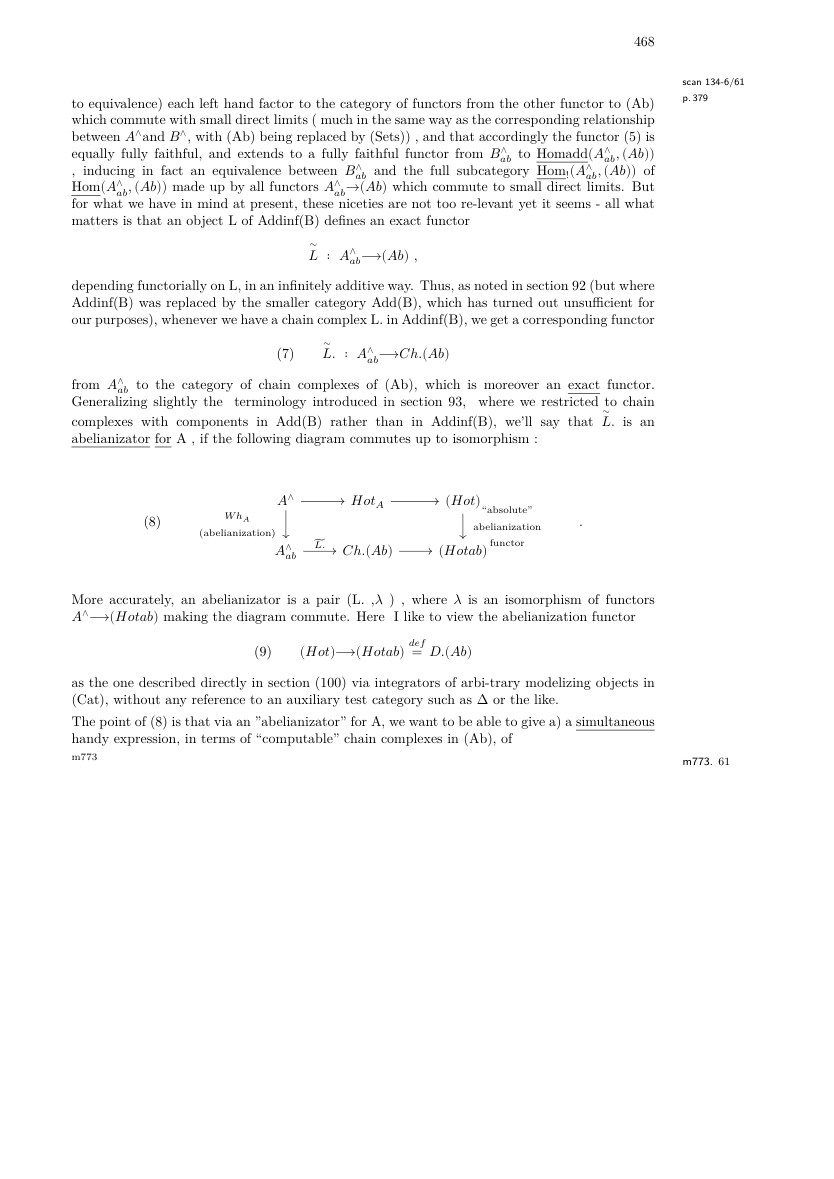 468
scan 134-6/61
p. 379
to equivalence) each left hand factor to the category of functors from the other functor to (Ab)
which commute with small direct limits ( much in the same way as the corresponding relationship
between A^∧and B^∧, with (Ab) being replaced by (Sets)) , and that accordingly the functor (5) is
equally fully faithful, and extends to a fully faithful functor from B^∧_ab to Homadd(A^∧_ab, (Ab))
, inducing in fact an equivalence between B^∧_ab and the full subcategory Hom_!(A^∧_ab, (Ab)) of
Hom(A^∧_ab, (Ab)) made up by all functors A^∧_ab→(Ab) which commute to small direct limits. But
for what we have in mind at present, these niceties are not too re-levant yet it seems - all what
matters is that an object L of Addinf(B) defines an exact functor
L̃ : A^∧_ab⟶(Ab) ,
depending functorially on L, in an infinitely additive way. Thus, as noted in section 92 (but where
Addinf(B) was replaced by the smaller category Add(B), which has turned out unsufficient for
our purposes), whenever we have a chain complex L. in Addinf(B), we get a corresponding functor
(7) L̃. : A^∧_ab⟶Ch.(Ab)
from A^∧_ab to the category of chain complexes of (Ab), which is moreover an exact functor.
Generalizing slightly the terminology introduced in section 93, where we restricted to chain
complexes with components in Add(B) rather than in Addinf(B), we'll say that L̃. is an
abelianizator for A , if the following diagram commutes up to isomorphism :
A^∧ ⟶ Hot_A ⟶ (Hot)
(8) Wh_A (abelianization) ↓ ↓ “absolute” abelianization functor .
A^∧_ab ⟶ L̃. Ch.(Ab) ⟶ (Hotab)
More accurately, an abelianizator is a pair (L. ,λ ) , where λ is an isomorphism of functors
A^∧⟶(Hotab) making the diagram commute. Here I like to view the abelianization functor
(9) (Hot)⟶(Hotab) def= D.(Ab)
as the one described directly in section (100) via integrators of arbi-trary modelizing objects in
(Cat), without any reference to an auxiliary test category such as Δ or the like.
The point of (8) is that via an ”abelianizator” for A, we want to be able to give a) a simultaneous
handy expression, in terms of “computable” chain complexes in (Ab), of
m773
m773. 61